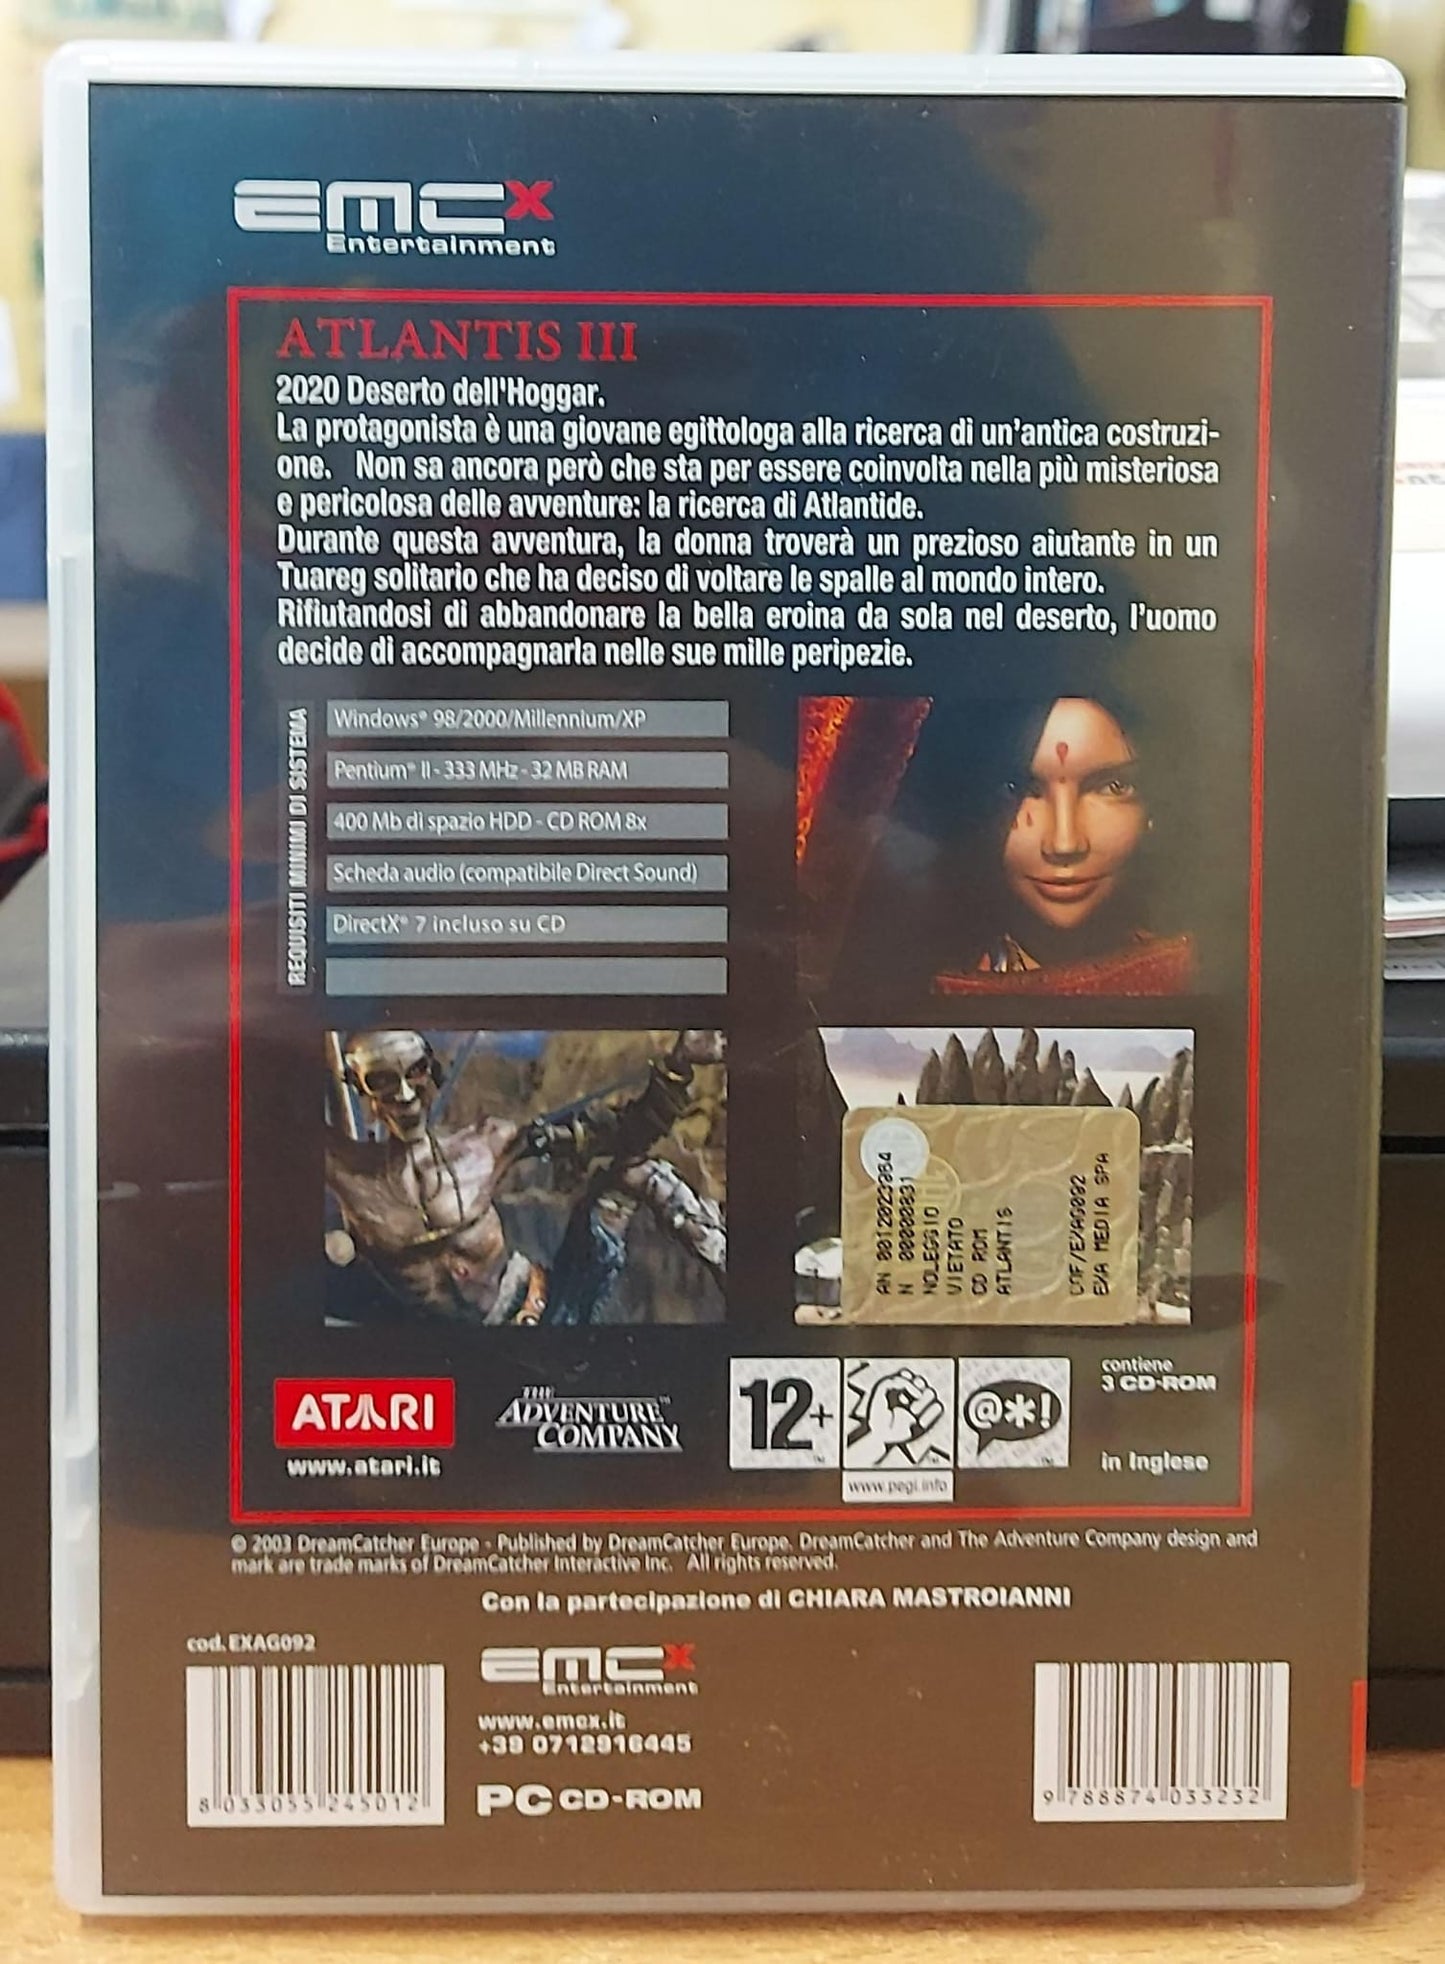 EMCX
Entertainment
ATLANTIS III
2020 Deserto dell'Hoggar.
La protagonista è una giovane egittologa alla ricerca di un'antica costruzi-
one. Non sa ancora però che sta per essere coinvolta nella più misteriosa
e pericolosa delle avventure: la ricerca di Atlantide.
Durante questa avventura, la donna troverà un prezioso aiutante in un
Tuareg solitario che ha deciso di voltare le spalle al mondo intero.
Rifiutandosi di abbandonare la bella eroina da sola nel deserto, l'uomo
decide di accompagnarla nelle sue mille peripezie.
REQUISITI MINIMI DI SISTEMA
Windows® 98/2000/Millennium/XP
Pentium® II - 333 MHz - 32 MB RAM
400 Mb di spazio HDD - CD ROM 8x
Scheda audio (compatibile Direct Sound)
DirectX® 7 incluso su CD
AN 0012023964
N 00000831
NOLEGGIO
VIETATO
CD ROM
ATLANTIS
EXAG092
EVA MEDIA SPA
ATARI
www.atari.it
THE
ADVENTURE™
COMPANY
12+
@*!
www.pegi.info
contiene
3 CD-ROM
in Inglese
© 2003 DreamCatcher Europe - Published by DreamCatcher Europe. DreamCatcher and The Adventure Company design and
mark are trade marks of DreamCatcher Interactive Inc. All rights reserved.
Con la partecipazione di CHIARA MASTROIANNI
cod. EXAG092
8 033055 245012
EMCX
Entertainment
www.emcx.it
+39 0712916445
PC CD-ROM
9 788874 033232